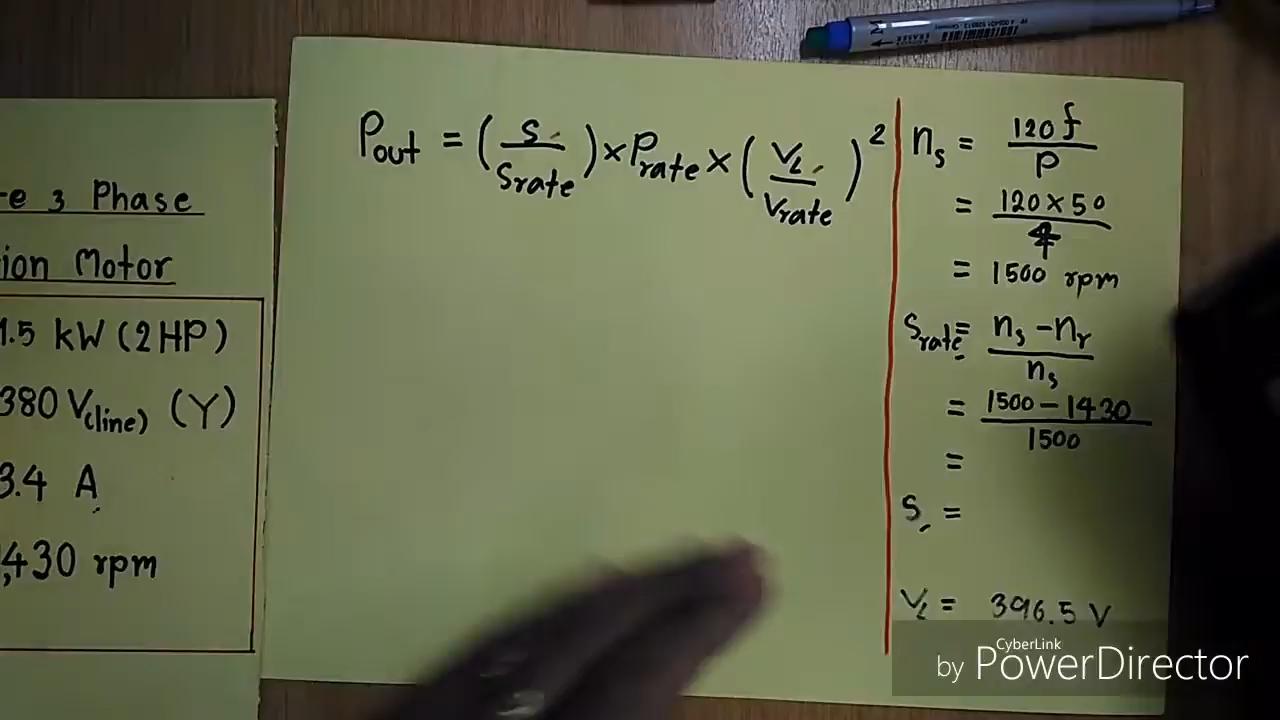 -e 3 Phase
ion Motor
1.5 kW (2HP)
380 V(line) (Y)
3.4 A
,430 rpm
Pout = (S/Srate) × Prate × (VL/Vrate)²
ns = 120f/P
= 120×50/4
= 1500 rpm
Srate = ns - nr/ns
= 1500 - 1430/1500
=
S =
VL = 396.5 V
CyberLink
by PowerDirector